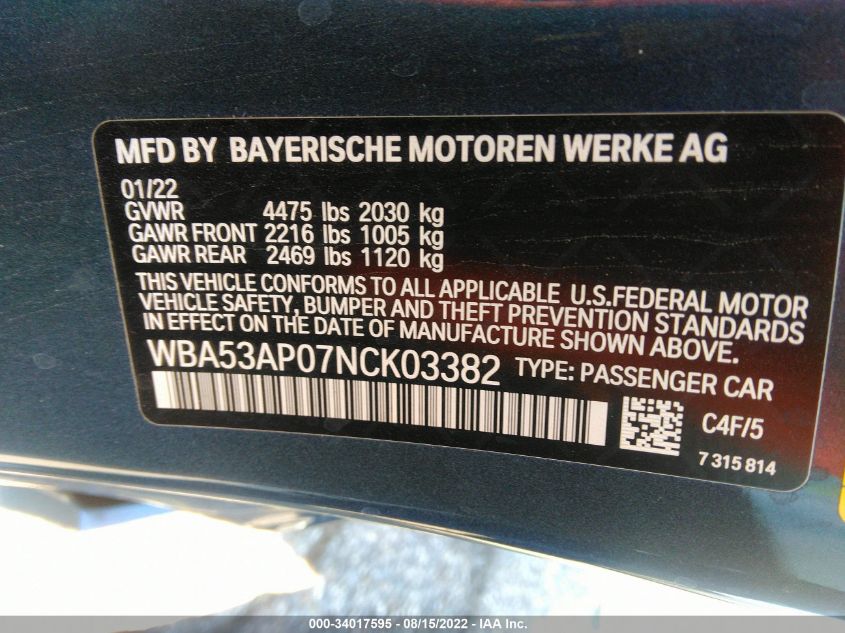 MFD BY BAYERISCHE MOTOREN WERKE AG
01/22
GVWR 4475 lbs 2030 kg
GAWR FRONT 2216 lbs 1005 kg
GAWR REAR 2469 lbs 1120 kg
THIS VEHICLE CONFORMS TO ALL APPLICABLE U.S.FEDERAL MOTOR
VEHICLE SAFETY, BUMPER AND THEFT PREVENTION STANDARDS
IN EFFECT ON THE DATE OF MANUFACTURE SHOWN ABOVE.
WBA53AP07NCK03382 TYPE: PASSENGER CAR
C4F/5
7 315 814
000-34017595 - 08/15/2022 - IAA Inc.